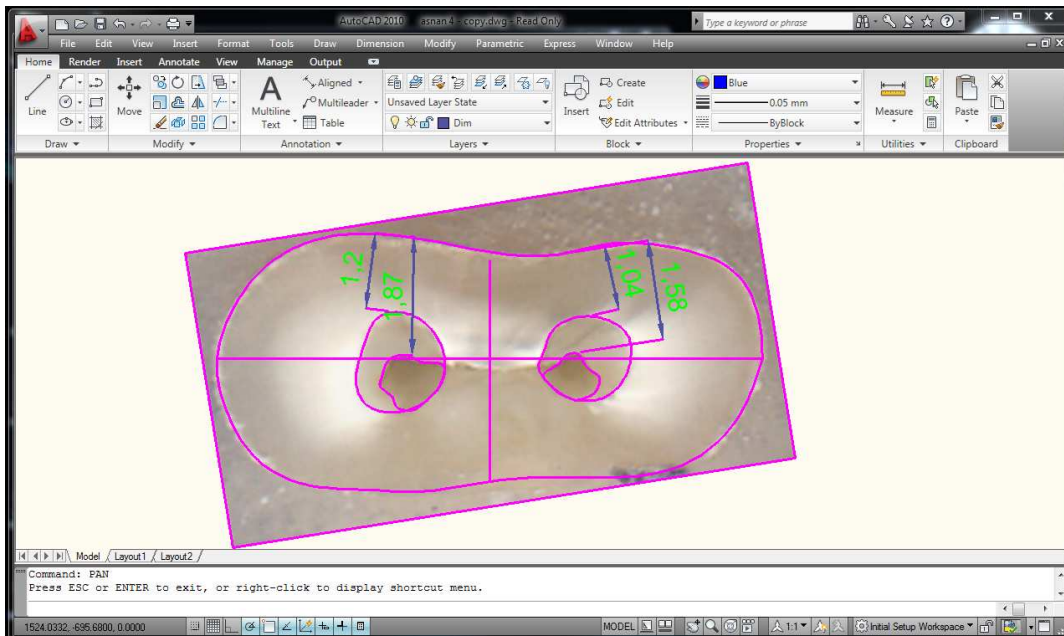 AutoCAD 2010 asnan 4 - copy.dwg - Read Only
Type a keyword or phrase
File Edit View Insert Format Tools Draw Dimension Modify Parametric Express Window Help
Home Render Insert Annotate View Manage Output
Line
Move
A
Multiline Text
Aligned
Multileader
Table
Unsaved Layer State
Dim
Insert
Create
Edit
Edit Attributes
Blue
0.05 mm
ByBlock
Measure
Paste
Draw Modify Annotation Layers Block Properties Utilities Clipboard
1,2
1,87
1,04
1,58
Model Layout1 Layout2
Command: PAN
Press ESC or ENTER to exit, or right-click to display shortcut menu.
1524.0332, -695.6800, 0.0000 MODEL 1:1 Initial Setup Workspace